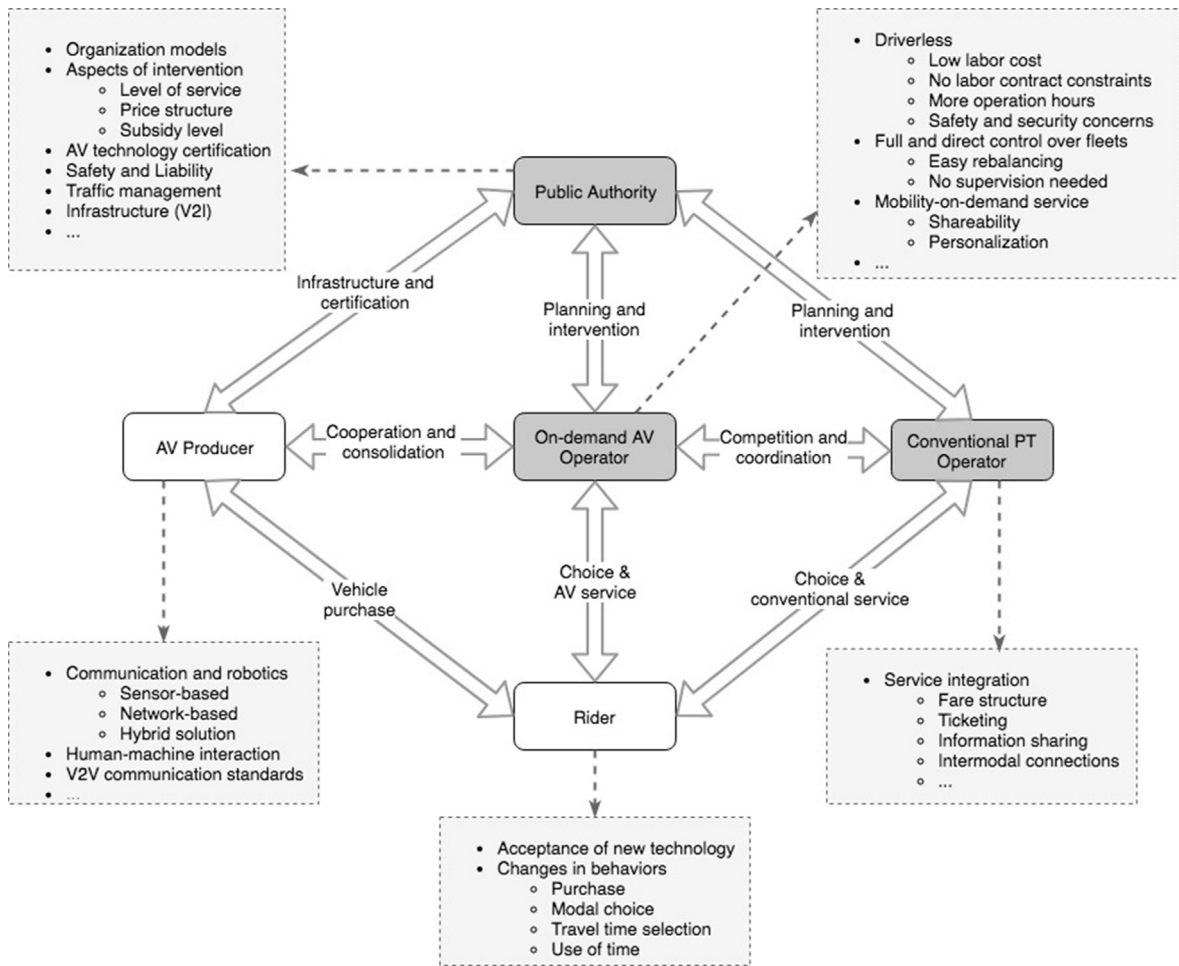 • Organization models
• Aspects of intervention
○ Level of service
○ Price structure
○ Subsidy level
• AV technology certification
• Safety and Liability
• Traffic management
• Infrastructure (V2I)
• ...
• Driverless
○ Low labor cost
○ No labor contract constraints
○ More operation hours
○ Safety and security concerns
• Full and direct control over fleets
○ Easy rebalancing
○ No supervision needed
• Mobility-on-demand service
○ Shareability
○ Personalization
• ...
Public Authority
Infrastructure and
certification
Planning and
intervention
Planning and
intervention
AV Producer
Cooperation and
consolidation
On-demand AV
Operator
Competition and
coordination
Conventional PT
Operator
Vehicle
purchase
Choice &
AV service
Choice &
conventional service
• Communication and robotics
○ Sensor-based
○ Network-based
○ Hybrid solution
• Human-machine interaction
• V2V communication standards
• ...
Rider
• Service integration
○ Fare structure
○ Ticketing
○ Information sharing
○ Intermodal connections
○ ...
• Acceptance of new technology
• Changes in behaviors
○ Purchase
○ Modal choice
○ Travel time selection
○ Use of time